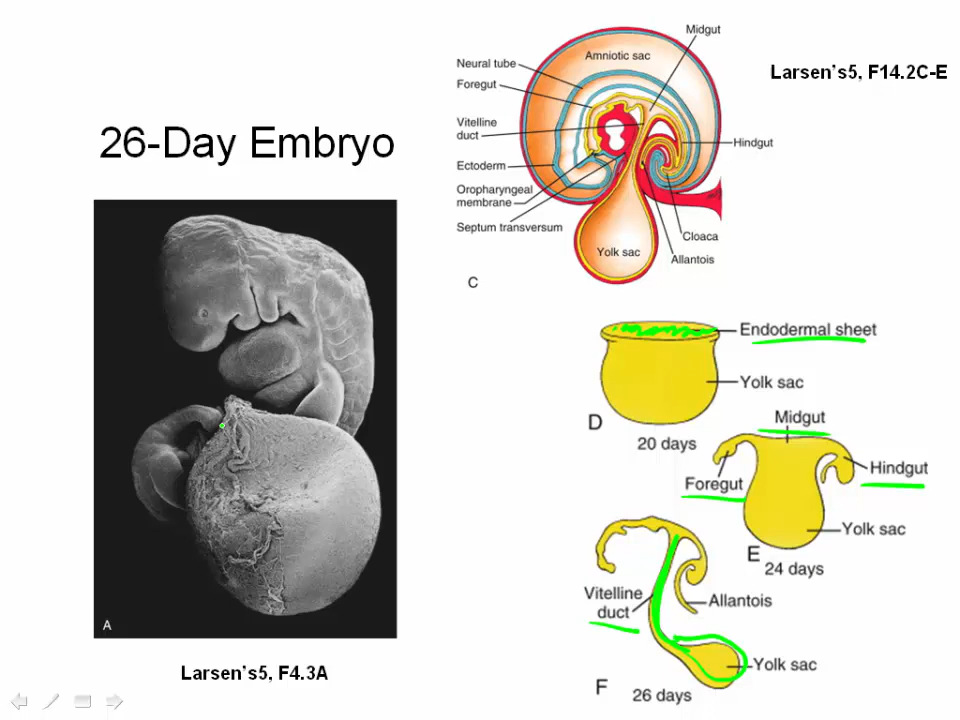 26-Day Embryo
A
Larsen's5, F4.3A
Larsen's5, F14.2C-E
Midgut
Amniotic sac
Neural tube
Foregut
Vitelline
duct
Hindgut
Ectoderm
Oropharyngeal
membrane
Septum transversum
Cloaca
Yolk sac
Allantois
C
Endodermal sheet
Yolk sac
D
20 days
Midgut
Hindgut
Foregut
Yolk sac
E
24 days
Vitelline
duct
Allantois
Yolk sac
F
26 days